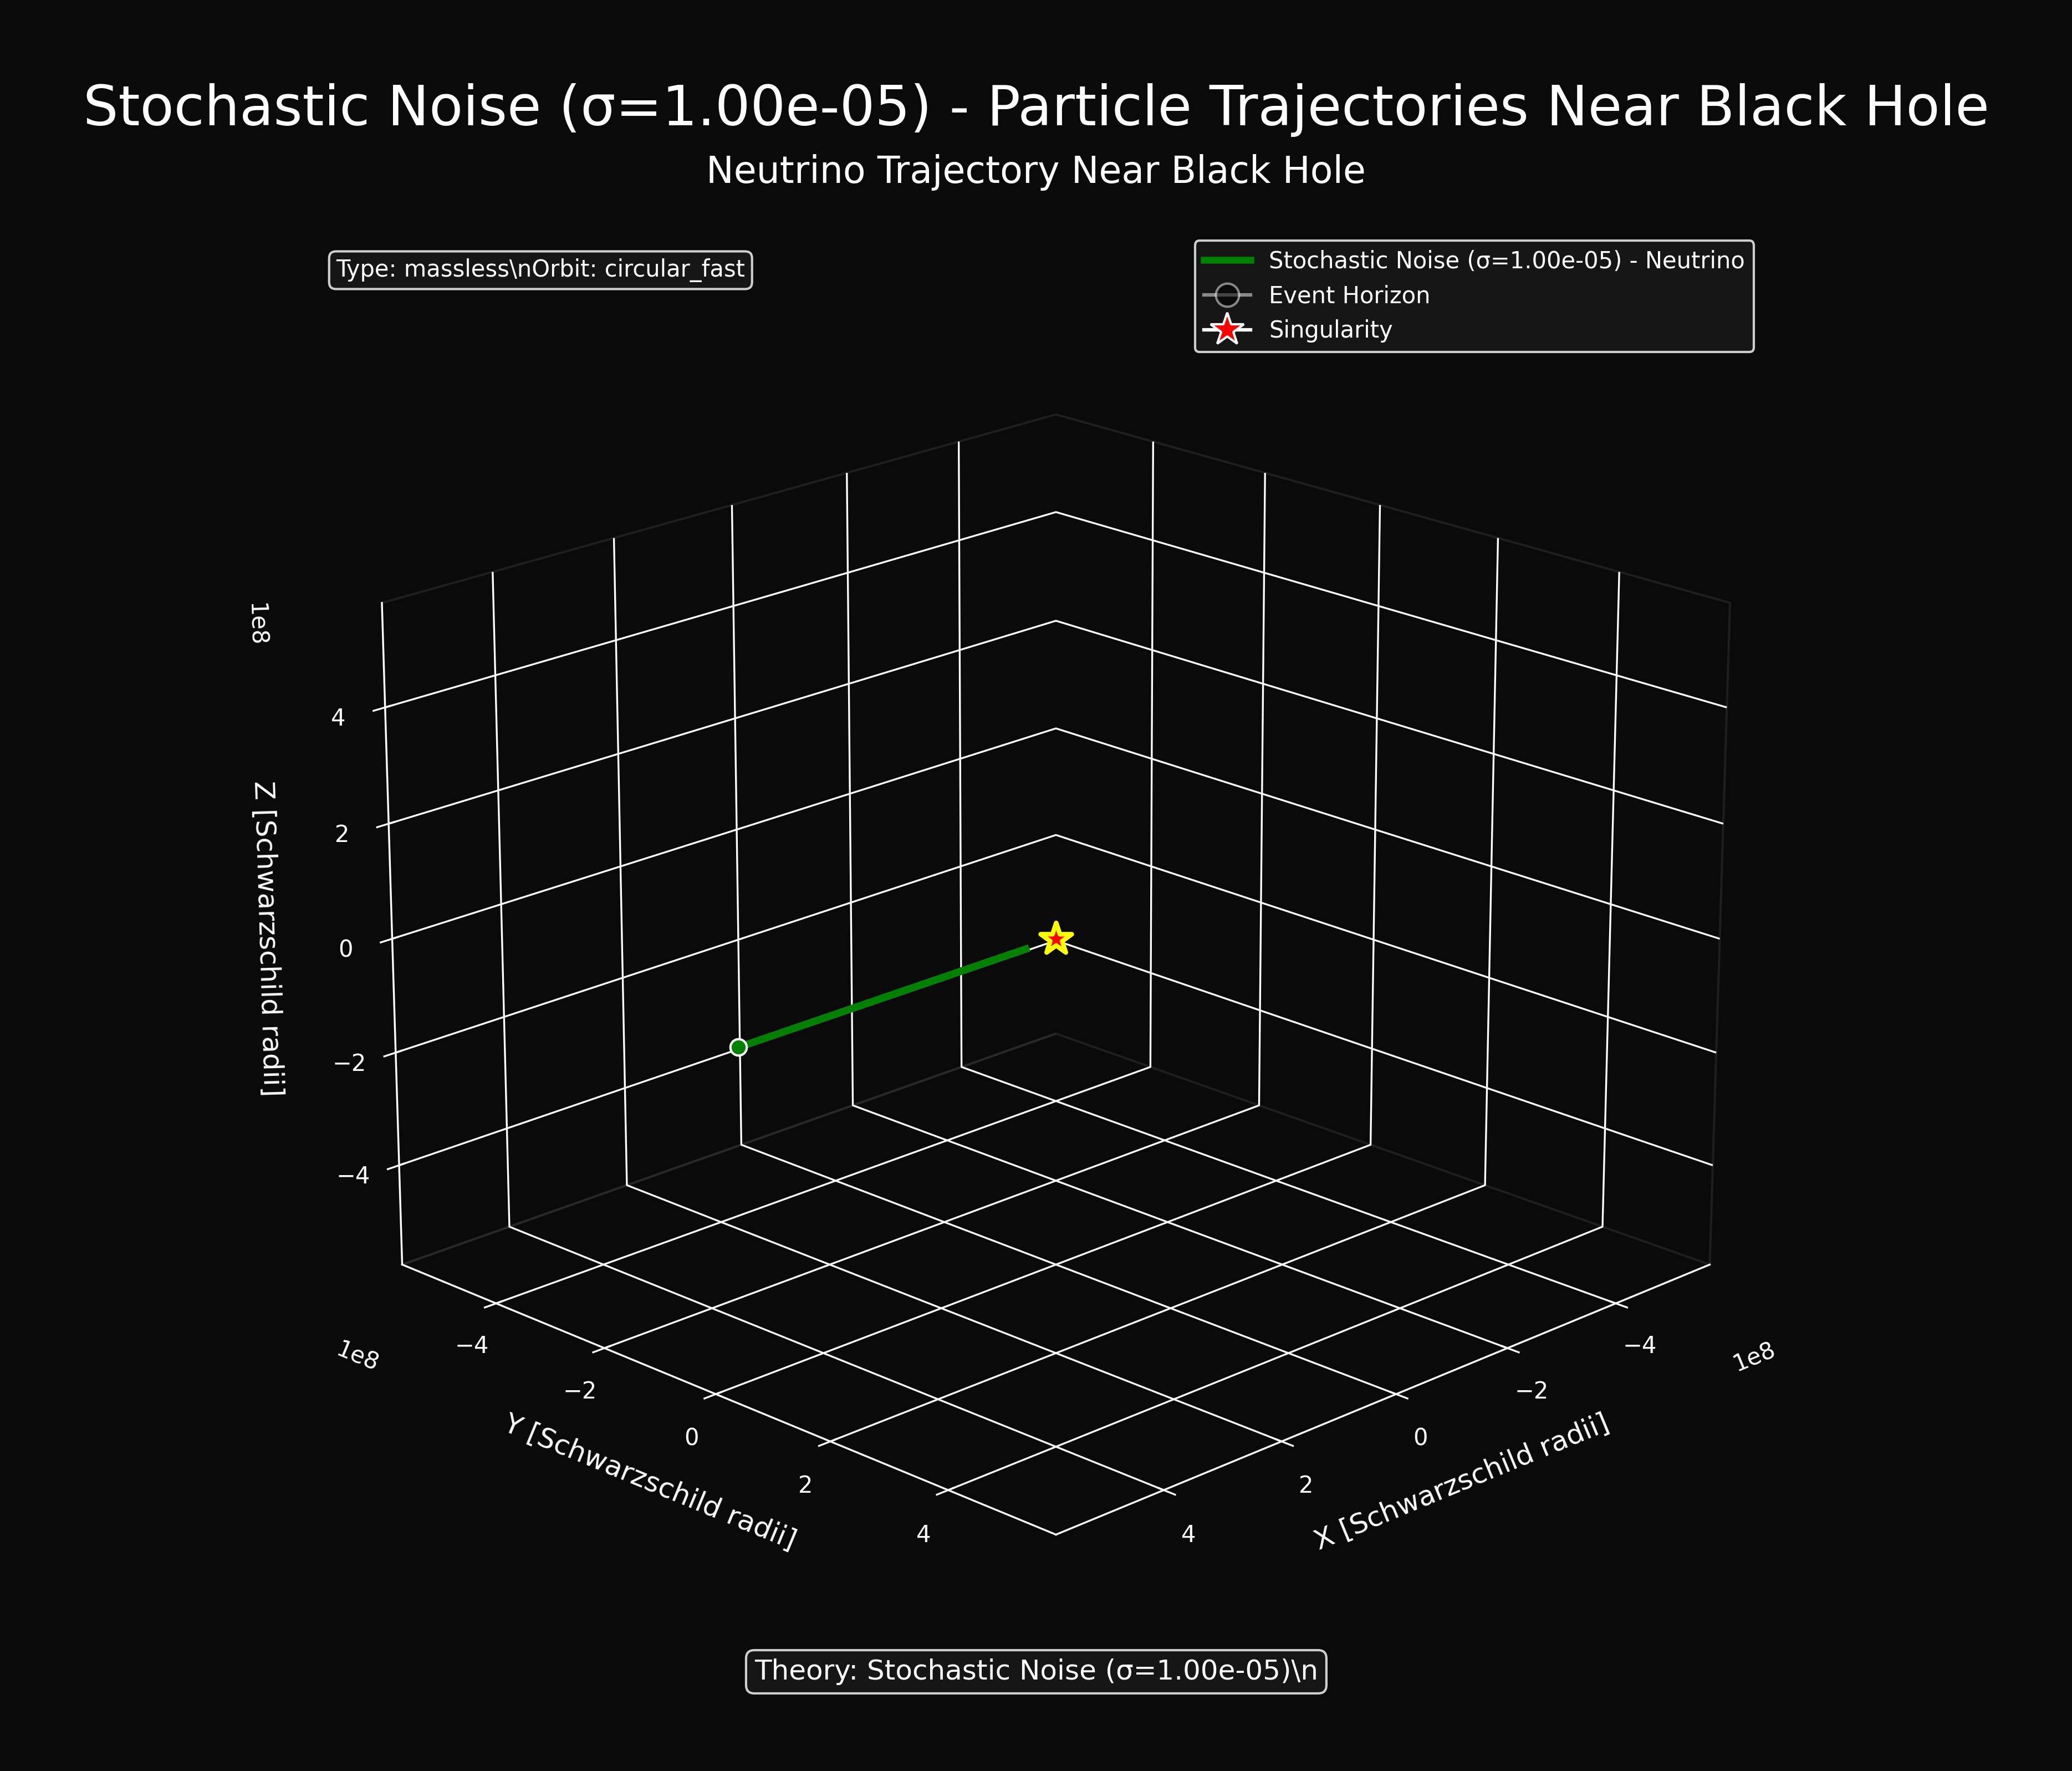 Stochastic Noise (σ=1.00e-05) - Particle Trajectories Near Black Hole
Neutrino Trajectory Near Black Hole
Type: massless\nOrbit: circular_fast
Stochastic Noise (σ=1.00e-05) - Neutrino
Event Horizon
Singularity
1e8
4
2
0
−2
−4
Z [Schwarzschild radii]
1e8
−4
−2
0
2
4
Y [Schwarzschild radii]
1e8
−4
−2
0
2
4
X [Schwarzschild radii]
Theory: Stochastic Noise (σ=1.00e-05)\n